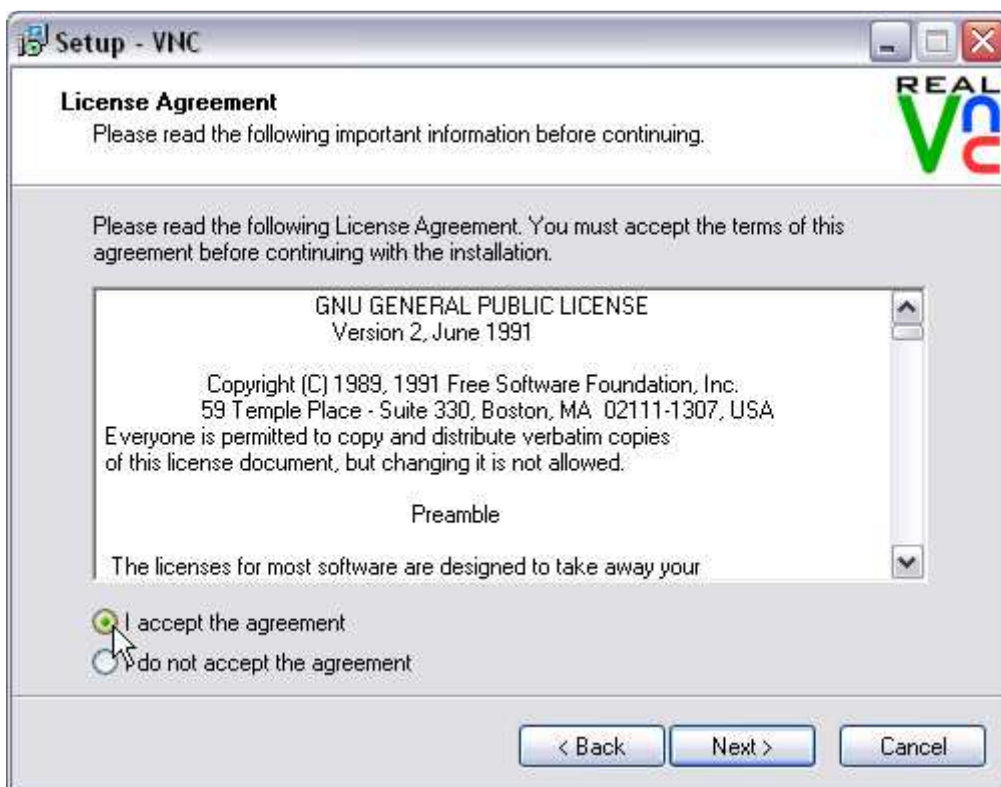 Setup - VNC
License Agreement
Please read the following important information before continuing.
REAL
VNC
Please read the following License Agreement. You must accept the terms of this
agreement before continuing with the installation.
GNU GENERAL PUBLIC LICENSE
Version 2, June 1991
Copyright (C) 1989, 1991 Free Software Foundation, Inc.
59 Temple Place - Suite 330, Boston, MA 02111-1307, USA
Everyone is permitted to copy and distribute verbatim copies
of this license document, but changing it is not allowed.
Preamble
The licenses for most software are designed to take away your
I accept the agreement
I do not accept the agreement
< Back
Next >
Cancel